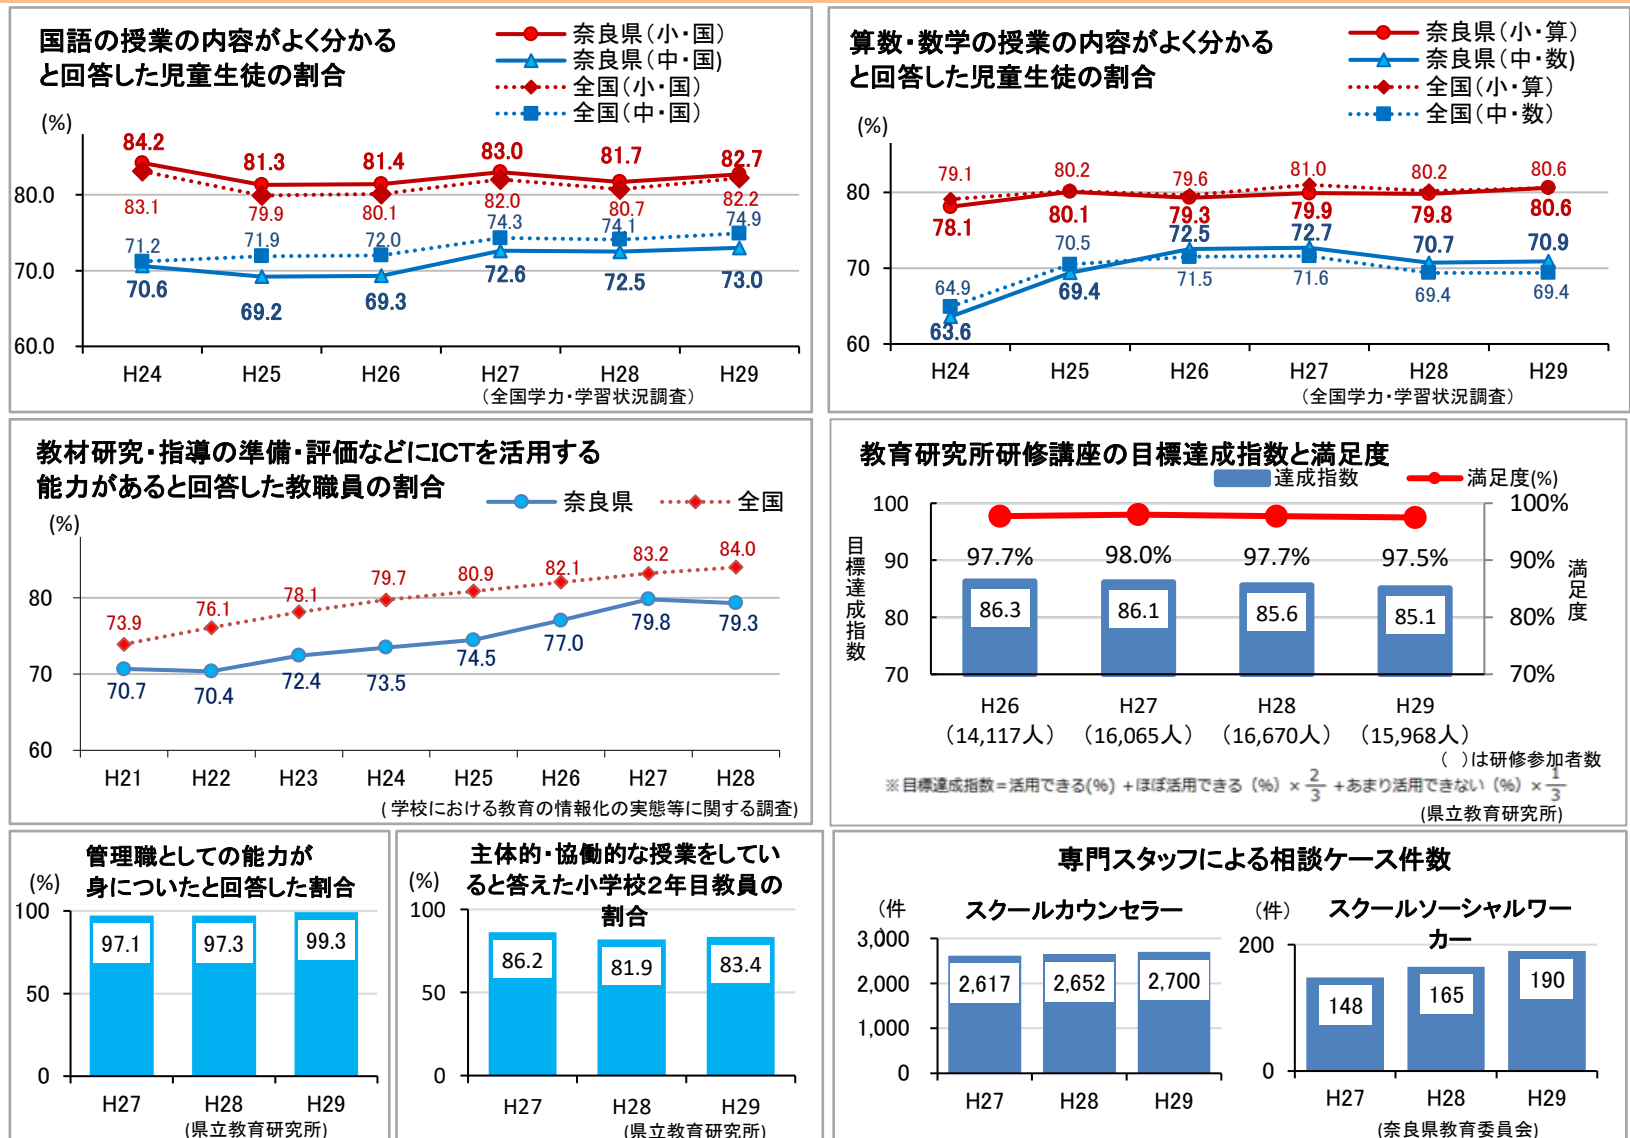 国語の授業の内容がよく分かる
と回答した児童生徒の割合
奈良県(小・国)
奈良県(中・国)
全国(小・国)
全国(中・国)
(%)
84.2
81.3
81.4
83.0
81.7
82.7
80.0
83.1
79.9
80.1
82.0
80.7
82.2
71.2
71.9
72.0
74.3
74.1
74.9
70.0
70.6
69.2
69.3
72.6
72.5
73.0
60.0
H24
H25
H26
H27
H28
H29
(全国学力・学習状況調査)
算数・数学の授業の内容がよく分かる
と回答した児童生徒の割合
奈良県(小・算)
奈良県(中・数)
全国(小・算)
全国(中・数)
(%)
79.1
80.2
79.6
81.0
80.2
80.6
80
78.1
80.1
79.3
79.9
79.8
80.6
70.5
72.5
72.7
70.7
70.9
70
64.9
69.4
71.5
71.6
69.4
69.4
63.6
60
H24
H25
H26
H27
H28
H29
(全国学力・学習状況調査)
教材研究・指導の準備・評価などにICTを活用する
能力があると回答した教職員の割合
奈良県
全国
(%)
73.9
76.1
78.1
79.7
80.9
82.1
83.2
84.0
80
70
70.7
70.4
72.4
73.5
74.5
77.0
79.8
79.3
60
H21
H22
H23
H24
H25
H26
H27
H28
(学校における教育の情報化の実態等に関する調査)
教育研究所研修講座の目標達成指数と満足度
達成指数
満足度(%)
100
90
80
70
目標達成指数
97.7%
98.0%
97.7%
97.5%
86.3
86.1
85.6
85.1
100%
90%
80%
70%
満足度
H26
H27
H28
H29
(14,117人)
(16,065人)
(16,670人)
(15,968人)
( )は研修参加者数
※目標達成指数=活用できる(%)+ほぼ活用できる(%)×2/3+あまり活用できない(%)×1/3
(県立教育研究所)
管理職としての能力が
身についたと回答した割合
(%)
100
50
0
97.1
97.3
99.3
H27
H28
H29
(県立教育研究所)
主体的・協働的な授業をしてい
ると答えた小学校2年目教員の
割合
(%)
100
50
0
86.2
81.9
83.4
H27
H28
H29
(県立教育研究所)
専門スタッフによる相談ケース件数
(件
スクールカウンセラー
3,000
2,000
1,000
0
2,617
2,652
2,700
H27
H28
H29
(件)
スクールソーシャルワー
カー
200
0
148
165
190
H27
H28
H29
(奈良県教育委員会)